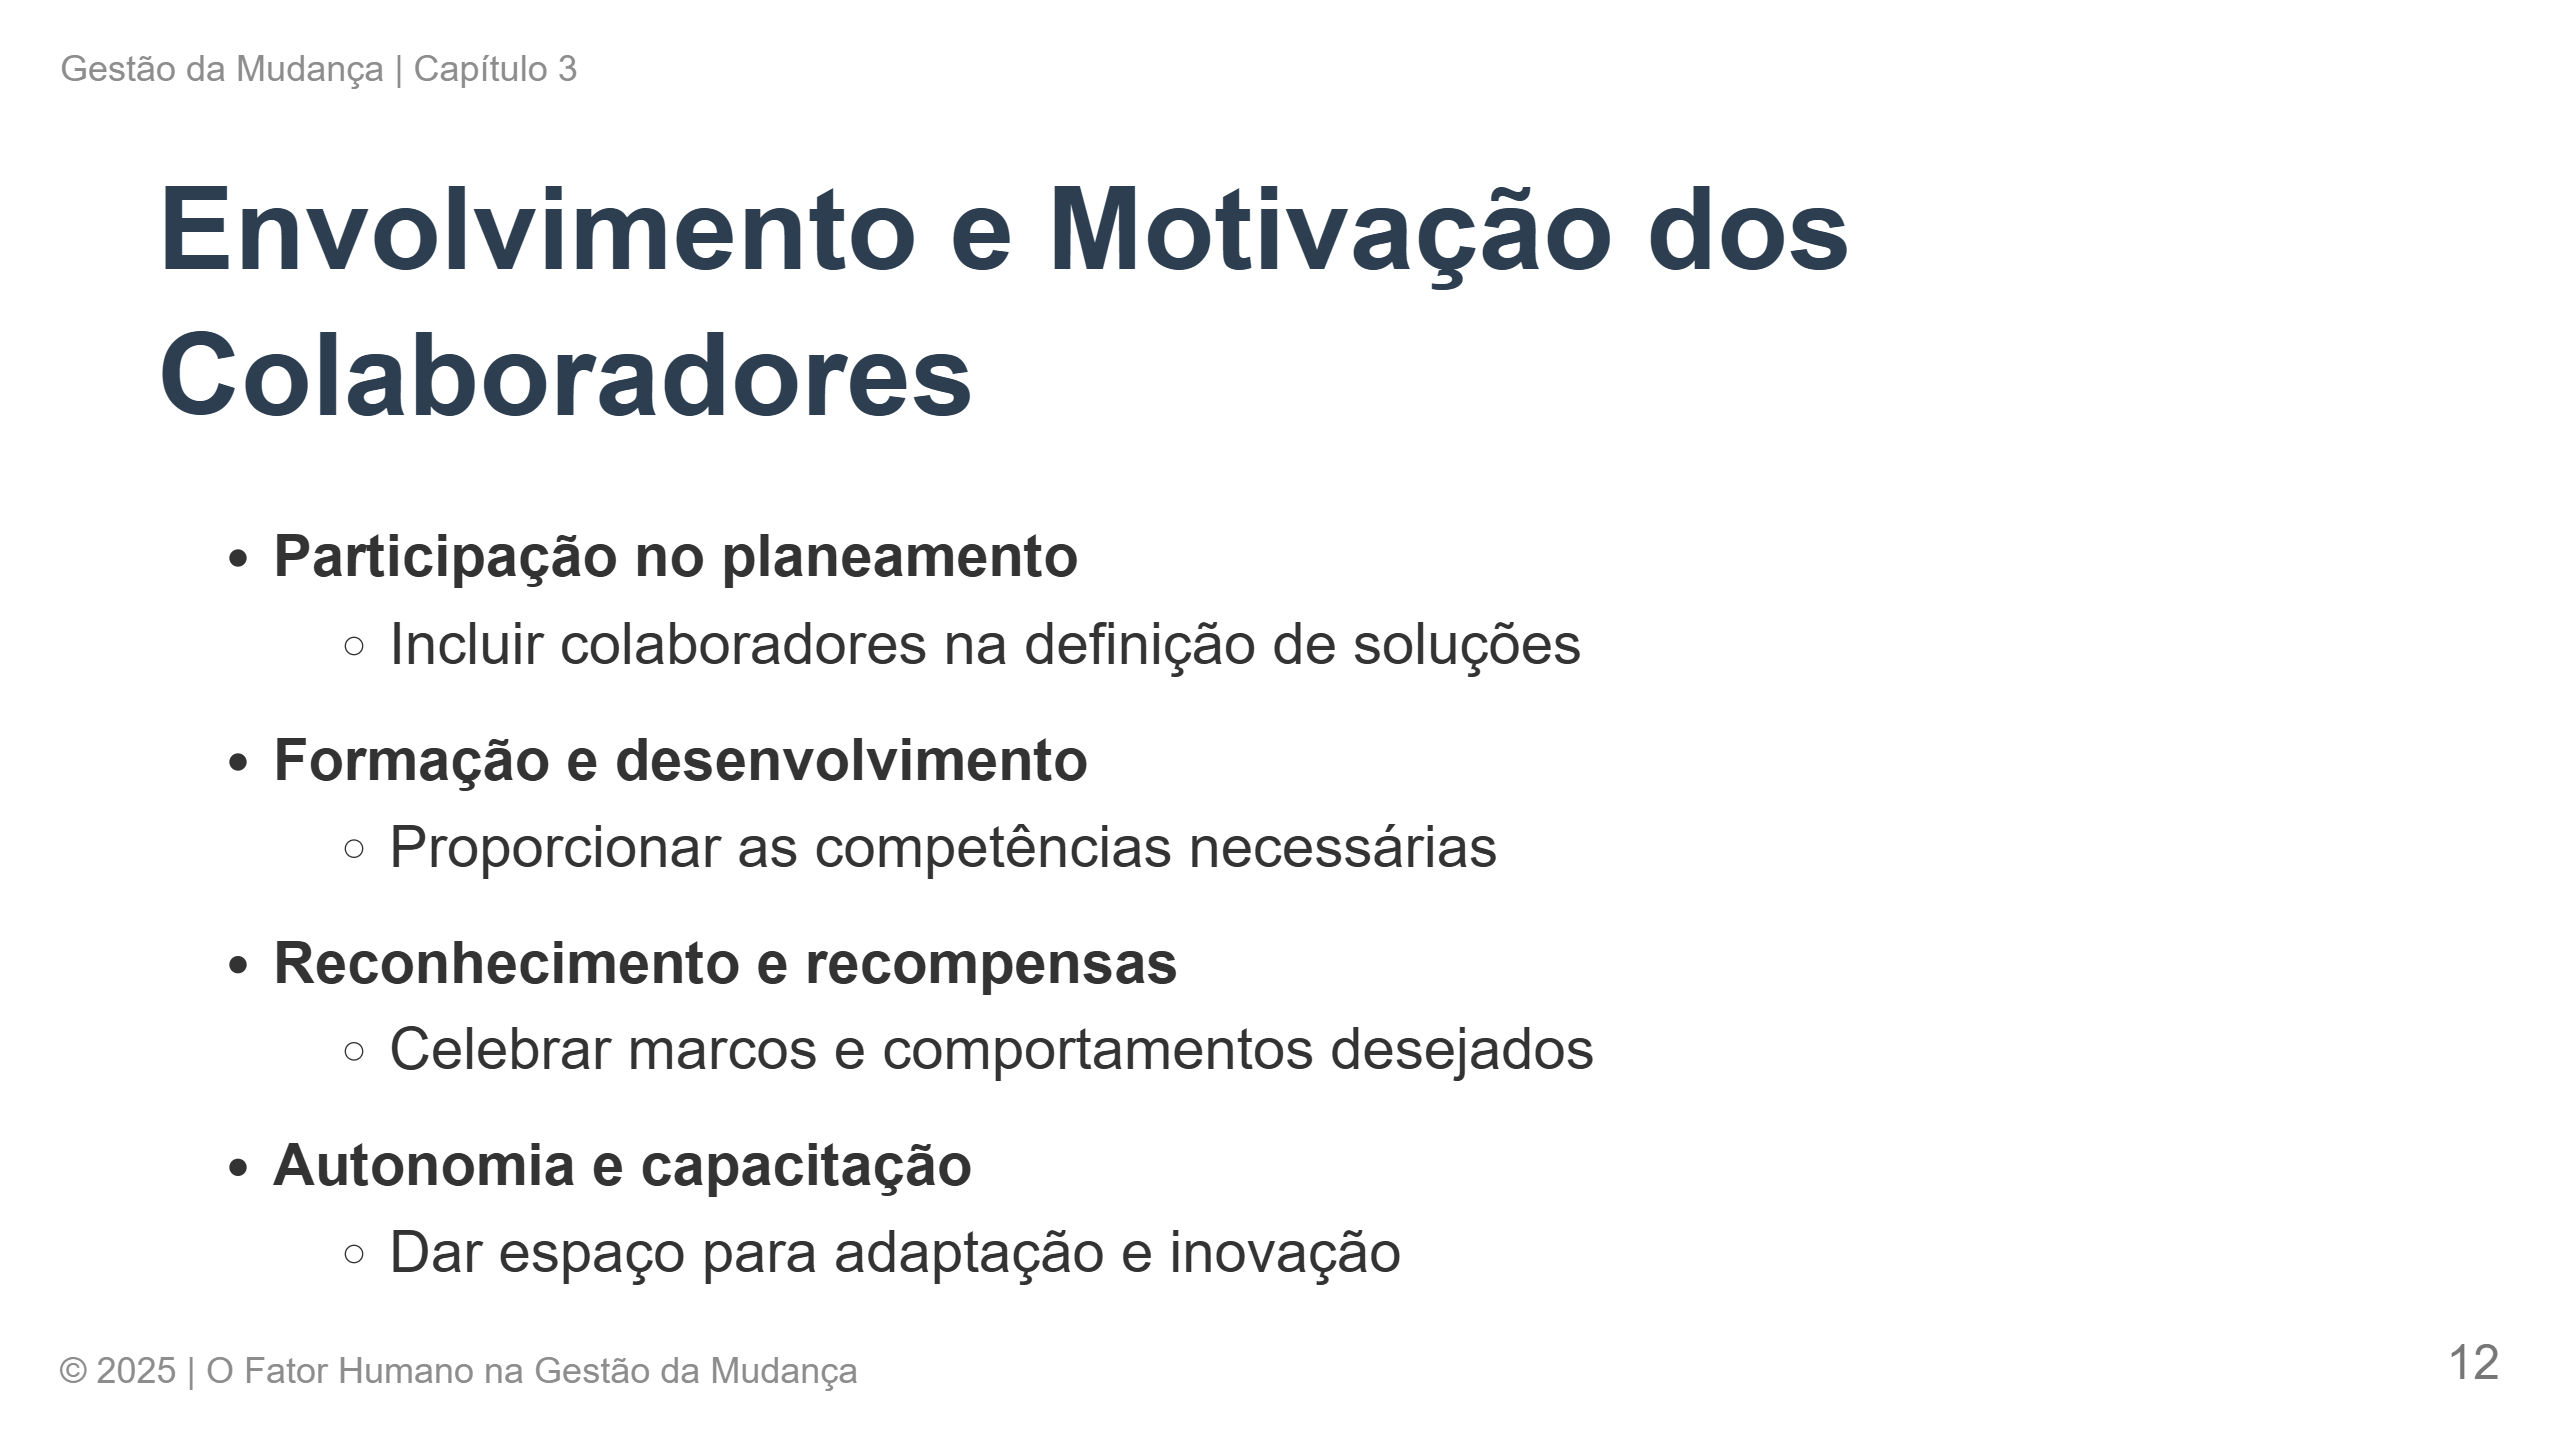 Gestão da Mudança | Capítulo 3
Envolvimento e Motivação dos
Colaboradores
• Participação no planeamento
◦ Incluir colaboradores na definição de soluções
• Formação e desenvolvimento
◦ Proporcionar as competências necessárias
• Reconhecimento e recompensas
◦ Celebrar marcos e comportamentos desejados
• Autonomia e capacitação
◦ Dar espaço para adaptação e inovação
© 2025 | O Fator Humano na Gestão da Mudança
12